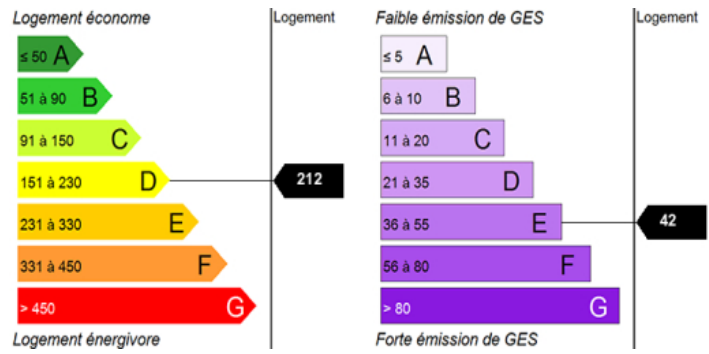 Logement économe
Logement
≤ 50 A
51 à 90 B
91 à 150 C
151 à 230 D
212
231 à 330 E
331 à 450 F
> 450 G
Logement énergivore
Faible émission de GES
Logement
≤ 5 A
6 à 10 B
11 à 20 C
21 à 35 D
36 à 55 E
42
56 à 80 F
> 80 G
Forte émission de GES